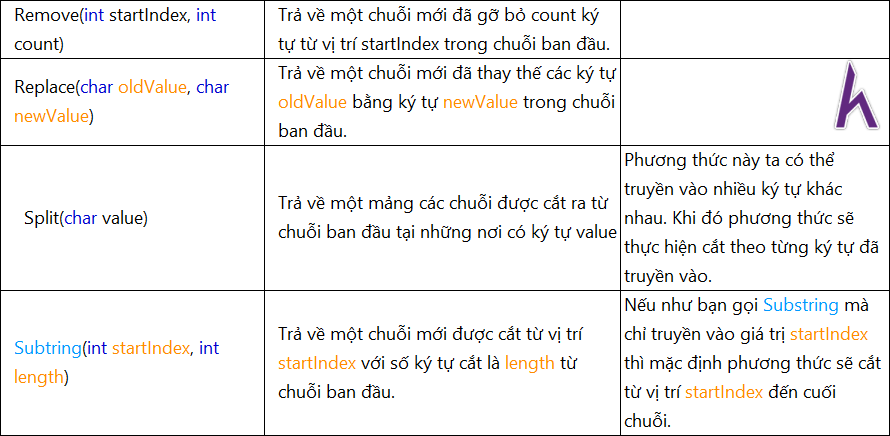 Remove(int startIndex, int
count)
Trả về một chuỗi mới đã gỡ bỏ count ký
tự từ vị trí startIndex trong chuỗi ban đầu.
Replace(char oldValue, char
newValue)
Trả về một chuỗi mới đã thay thế các ký tự
oldValue bằng ký tự newValue trong chuỗi
ban đầu.
Split(char value)
Trả về một mảng các chuỗi được cắt ra từ
chuỗi ban đầu tại những nơi có ký tự value
Phương thức này ta có thể
truyền vào nhiều ký tự khác
nhau. Khi đó phương thức sẽ
thực hiện cắt theo từng ký tự đã
truyền vào.
Subtring(int startIndex, int
length)
Trả về một chuỗi mới được cắt từ vị trí
startIndex với số ký tự cắt là length từ
chuỗi ban đầu.
Nếu như bạn gọi Substring mà
chỉ truyền vào giá trị startIndex
thì mặc định phương thức sẽ cắt
từ vị trí startIndex đến cuối
chuỗi.